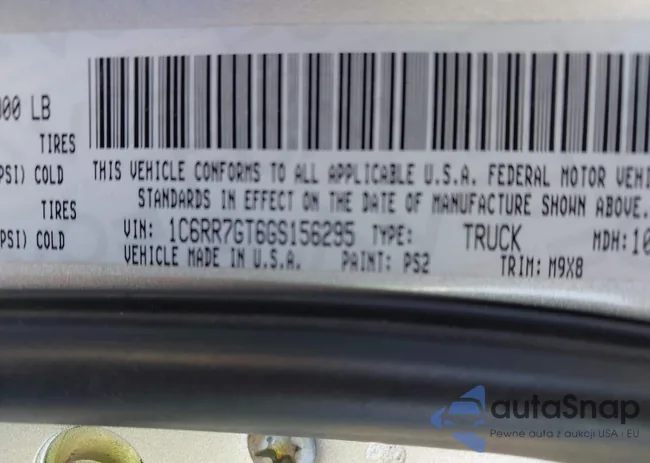 000 LB
TIRES
PSI) COLD
TIRES
PSI) COLD
THIS VEHICLE CONFORMS TO ALL APPLICABLE U.S.A. FEDERAL MOTOR VEHI
STANDARDS IN EFFECT ON THE DATE OF MANUFACTURE SHOWN ABOVE.
VIN: 1C6RR7GT6GS156295 TYPE: TRUCK MDH: 10
VEHICLE MADE IN U.S.A. PAINT: PS2 TRIM: M9X8
autaSnap
Pewne auta z aukcji USA i EU